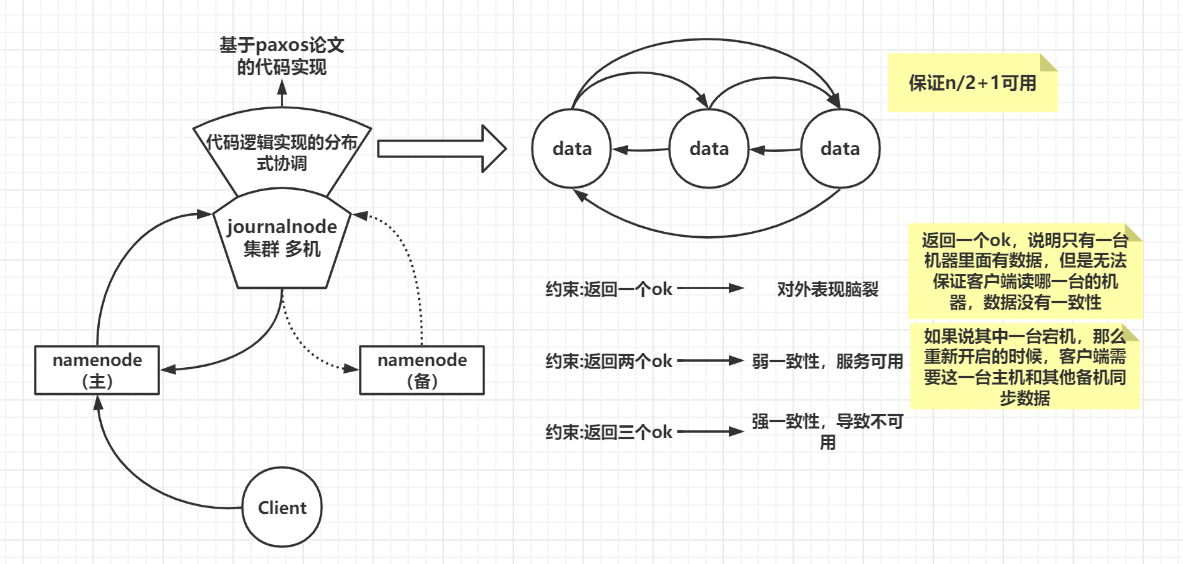 基于paxos论文
的代码实现
代码逻辑实现的分布
式协调
journalnode
集群 多机
namenode
（主）
namenode
（备）
Client
data
data
data
保证n/2+1可用
约束:返回一个ok
对外表现脑裂
返回一个ok，说明只有一台
机器里面有数据，但是无法
保证客户端读哪一台的机
器，数据没有一致性
约束:返回两个ok
弱一致性，服务可用
如果说其中一台宕机，那么
重新开启的时候，客户端需
要这一台主机和其他备机同
步数据
约束:返回三个ok
强一致性，导致不可
用